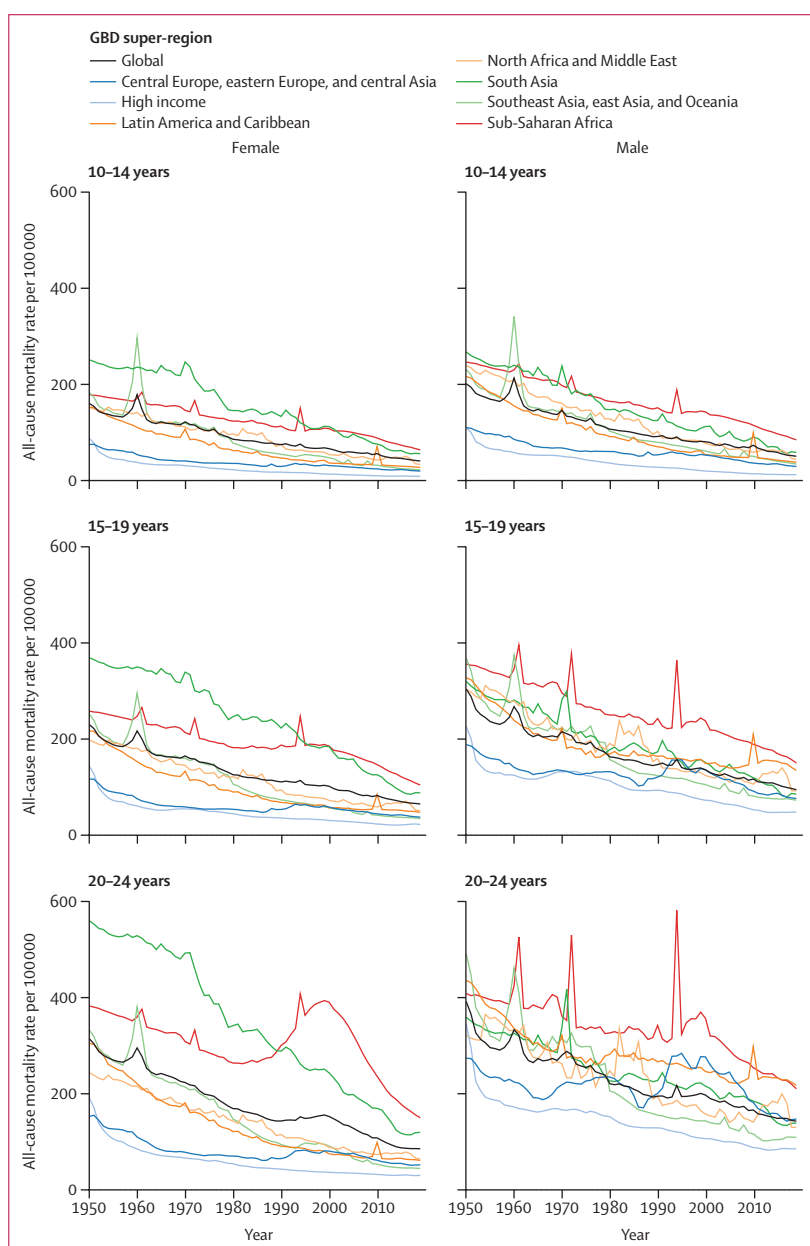 GBD super-region
Global
Central Europe, eastern Europe, and central Asia
High income
Latin America and Caribbean
North Africa and Middle East
South Asia
Southeast Asia, east Asia, and Oceania
Sub-Saharan Africa
Female
Male
10–14 years
10–14 years
600
400
200
0
All-cause mortality rate per 100 000
15–19 years
15–19 years
600
400
200
0
All-cause mortality rate per 100 000
20–24 years
20–24 years
600
400
200
0
All-cause mortality rate per 100 000
1950 1960 1970 1980 1990 2000 2010
1950 1960 1970 1980 1990 2000 2010
Year
Year